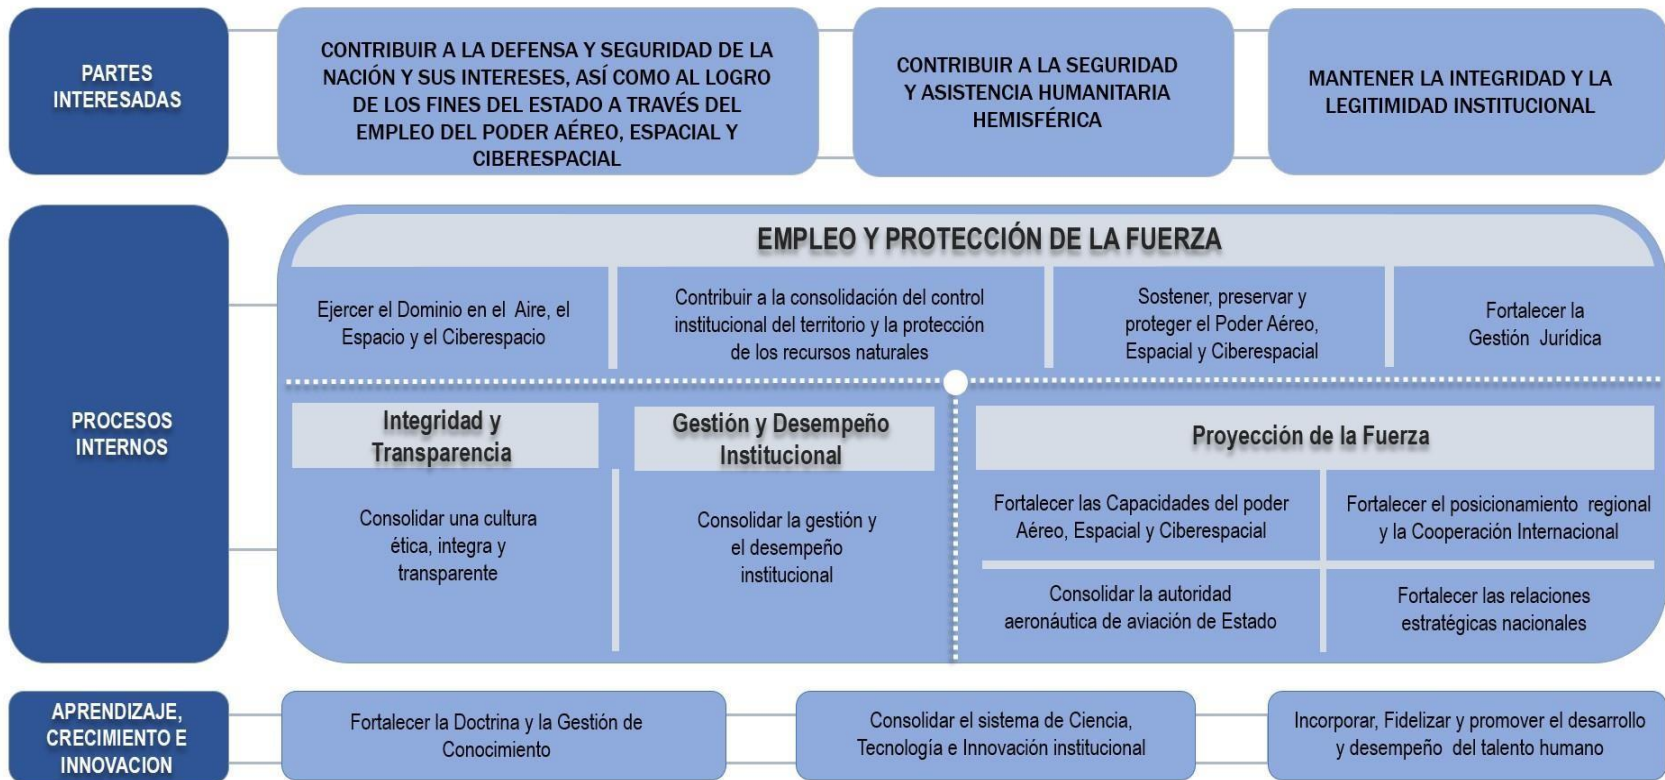 PARTES
INTERESADAS
CONTRIBUIR A LA DEFENSA Y SEGURIDAD DE LA
NACIÓN Y SUS INTERESES, ASÍ COMO AL LOGRO
DE LOS FINES DEL ESTADO A TRAVÉS DEL
EMPLEO DEL PODER AÉREO, ESPACIAL Y
CIBERESPACIAL
CONTRIBUIR A LA SEGURIDAD
Y ASISTENCIA HUMANITARIA
HEMISFÉRICA
MANTENER LA INTEGRIDAD Y LA
LEGITIMIDAD INSTITUCIONAL
PROCESOS
INTERNOS
EMPLEO Y PROTECCIÓN DE LA FUERZA
Ejercer el Dominio en el Aire, el
Espacio y el Ciberespacio
Contribuir a la consolidación del control
institucional del territorio y la protección
de los recursos naturales
Sostener, preservar y
proteger el Poder Aéreo,
Espacial y Ciberespacial
Fortalecer la
Gestión Jurídica
Integridad y
Transparencia
Consolidar una cultura
ética, integra y
transparente
Gestión y Desempeño
Institucional
Consolidar la gestión y
el desempeño
institucional
Proyección de la Fuerza
Fortalecer las Capacidades del poder
Aéreo, Espacial y Ciberespacial
Fortalecer el posicionamiento regional
y la Cooperación Internacional
Consolidar la autoridad
aeronáutica de aviación de Estado
Fortalecer las relaciones
estratégicas nacionales
APRENDIZAJE,
CRECIMIENTO E
INNOVACION
Fortalecer la Doctrina y la Gestión de
Conocimiento
Consolidar el sistema de Ciencia,
Tecnología e Innovación institucional
Incorporar, Fidelizar y promover el desarrollo
y desempeño del talento humano